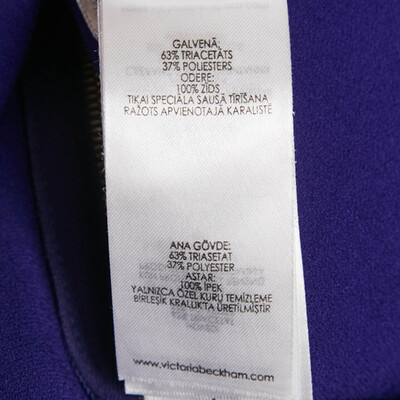 GALVENĀ,
63% TRIACETĀTS
37% POLIESTERS
ODERE:
100% ZĪDS
TIKAI SPECIĀLA SAUSĀ TĪRĪŠANA
RAŽOTS APVIENOTAJĀ KARALISTĒ
ANA GÖVDE:
63% TRIASETAT
37% POLYESTER
ASTAR:
100% İPEK
YALNIZCA ÖZEL KURU TEMİZLEME
BİRLEŞİK KRALLIKTA ÜRETİLMİŞTİR
www.victoriabeckham.com